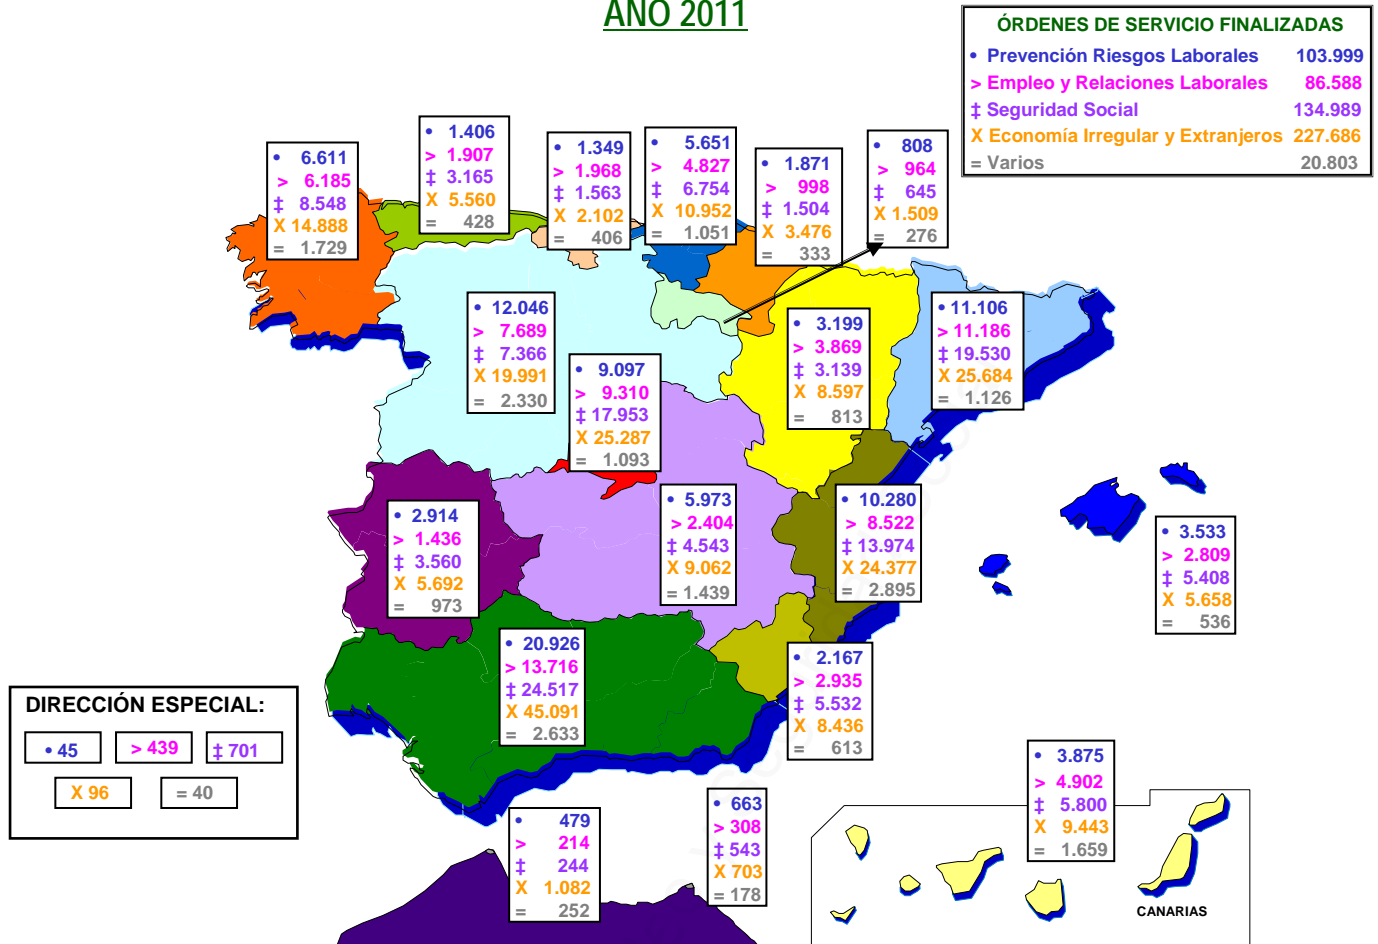 AÑO 2011
ÓRDENES DE SERVICIO FINALIZADAS
• Prevención Riesgos Laborales 103.999
> Empleo y Relaciones Laborales 86.588
‡ Seguridad Social 134.989
X Economía Irregular y Extranjeros 227.686
= Varios 20.803
• 6.611
> 6.185
‡ 8.548
X 14.888
= 1.729
• 1.406
> 1.907
‡ 3.165
X 5.560
= 428
• 1.349
> 1.968
‡ 1.563
X 2.102
= 406
• 5.651
> 4.827
‡ 6.754
X 10.952
= 1.051
• 1.871
> 998
‡ 1.504
X 3.476
= 333
• 808
> 964
‡ 645
X 1.509
= 276
• 12.046
> 7.689
‡ 7.366
X 19.991
= 2.330
• 9.097
> 9.310
‡ 17.953
X 25.287
= 1.093
• 3.199
> 3.869
‡ 3.139
X 8.597
= 813
• 11.106
> 11.186
‡ 19.530
X 25.684
= 1.126
• 2.914
> 1.436
‡ 3.560
X 5.692
= 973
• 5.973
> 2.404
‡ 4.543
X 9.062
= 1.439
• 10.280
> 8.522
‡ 13.974
X 24.377
= 2.895
• 3.533
> 2.809
‡ 5.408
X 5.658
= 536
• 20.926
> 13.716
‡ 24.517
X 45.091
= 2.633
• 2.167
> 2.935
‡ 5.532
X 8.436
= 613
DIRECCIÓN ESPECIAL:
• 45
> 439
‡ 701
X 96
= 40
• 479
> 214
‡ 244
X 1.082
= 252
• 663
> 308
‡ 543
X 703
= 178
• 3.875
> 4.902
‡ 5.800
X 9.443
= 1.659
CANARIAS